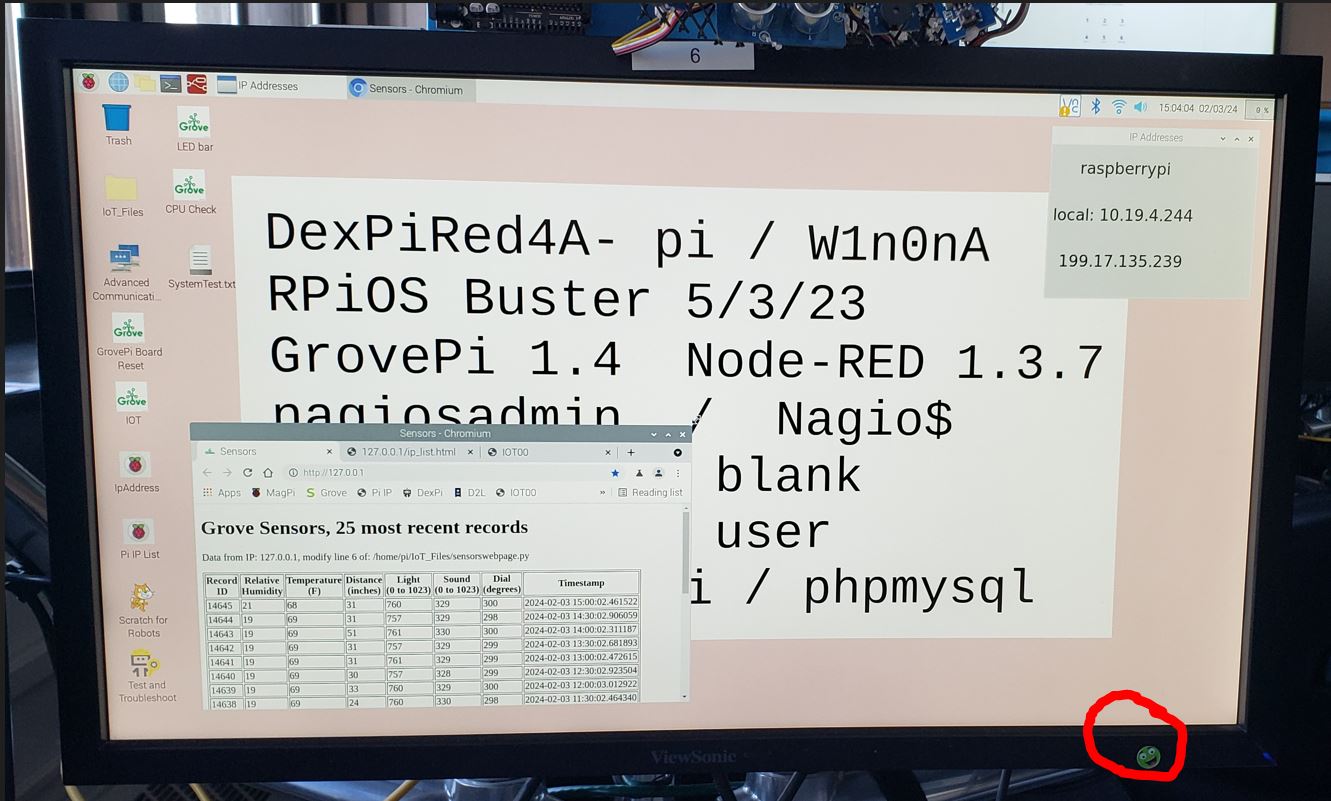 6
IP Addresses
Sensors - Chromium
15:04:04 02/03/24
0 %
Trash
LED bar
IoT_Files
CPU Check
Advanced
Communicati...
SystemTest.txt
GrovePi Board
Reset
IOT
IpAddress
Pi IP List
Scratch for
Robots
Test and
Troubleshoot
Grove
Grove
Grove
Grove
IP Addresses
raspberrypi
local: 10.19.4.244
199.17.135.239
DexPiRed4A- pi / W1n0nA
RPiOS Buster 5/3/23
GrovePi 1.4 Node-RED 1.3.7
nagiosadmin / Nagio$
blank
user
i / phpmysql
Sensors - Chromium
Sensors 127.0.0.1/ip_list.html IOT00
http://127.0.0.1
Apps MagPi Grove Pi IP DexPi D2L IOT00 » Reading list
Grove Sensors, 25 most recent records
Data from IP: 127.0.0.1, modify line 6 of: /home/pi/IoT_Files/sensorswebpage.py
Record Relative Temperature Distance Light Sound Dial Timestamp
ID Humidity (F) (inches) (0 to 1023) (0 to 1023) (degrees)
14645 21 68 31 760 329 300 2024-02-03 15:00:02.461522
14644 19 69 31 757 329 298 2024-02-03 14:30:02.906059
14643 19 69 51 761 330 300 2024-02-03 14:00:02.311187
14642 19 69 31 757 329 299 2024-02-03 13:30:02.681893
14641 19 69 31 761 329 299 2024-02-03 13:00:02.472615
14640 19 69 30 757 328 299 2024-02-03 12:30:02.923504
14639 19 69 33 760 329 300 2024-02-03 12:00:03.012922
14638 19 69 24 760 330 298 2024-02-03 11:30:02.464340
ViewSonic